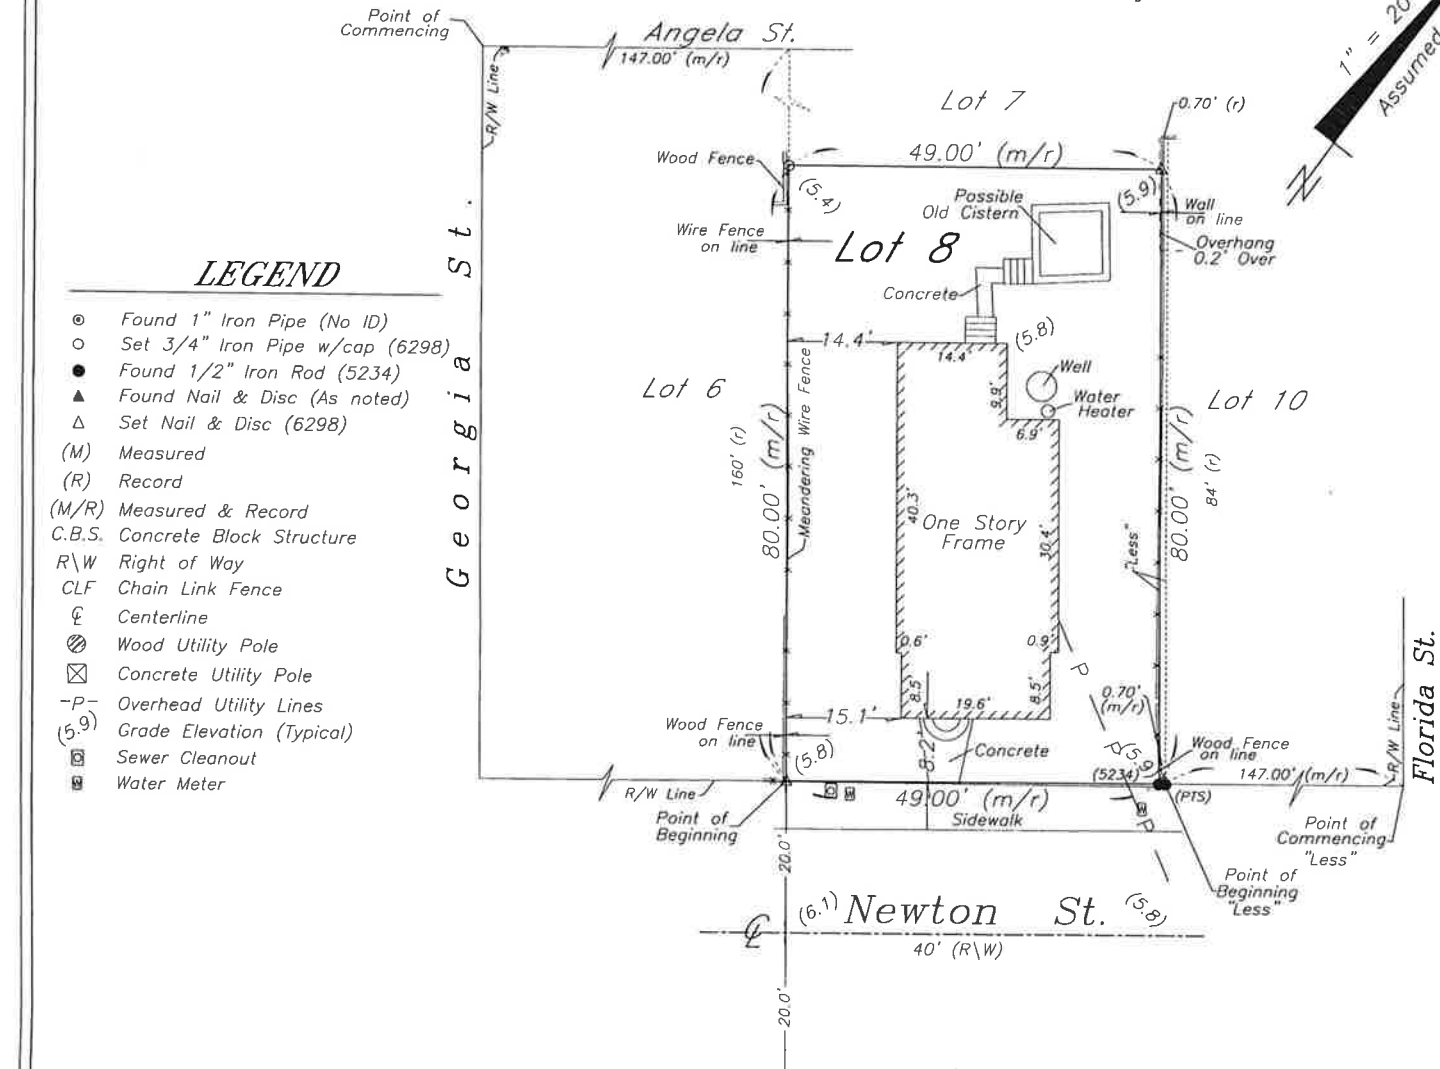 Point of
Commencing
Angela St.
147.00' (m/r)
R/W Line
Lot 7
0.70' (r)
1" = 20'
Assumed
N
Wood Fence
49.00' (m/r)
(5.4)
(5.9)
Possible
Old Cistern
Wall
on line
Wire Fence
on line
Lot 8
Overhang
0.2' Over
Concrete
Georgia St.
LEGEND
Found 1" Iron Pipe (No ID)
Set 3/4" Iron Pipe w/cap (6298)
Found 1/2" Iron Rod (5234)
Found Nail & Disc (As noted)
Set Nail & Disc (6298)
(M) Measured
(R) Record
(M/R) Measured & Record
C.B.S. Concrete Block Structure
R\W Right of Way
CLF Chain Link Fence
℄ Centerline
Wood Utility Pole
Concrete Utility Pole
-P- Overhead Utility Lines
(5.9) Grade Elevation (Typical)
Sewer Cleanout
W Water Meter
14.4'
14.4'
(5.8)
Well
Water
Heater
9.9'
6.9'
Lot 6
Lot 10
160' (r)
80.00' (m/r)
Meandering Wire Fence
40.3'
One Story
Frame
30.4'
"Less"
80.00' (m/r)
84' (r)
0.6'
0.9'
8.5'
19.6'
8.5'
P
0.70'
(m/r)
15.1'
Wood Fence
on line
(5.8)
8.2'
Concrete
P
(5.9
Wood Fence
on line
(5234)
(PTS)
147.00' (m/r)
R/W Line
Florida St.
R/W Line
Point of
Beginning
W
49.00' (m/r)
Sidewalk
W
P
Point of
Commencing
"Less"
Point of
Beginning
"Less"
20.0'
(6.1)
Newton St.
(5.8)
℄
40' (R\W)
20.0'